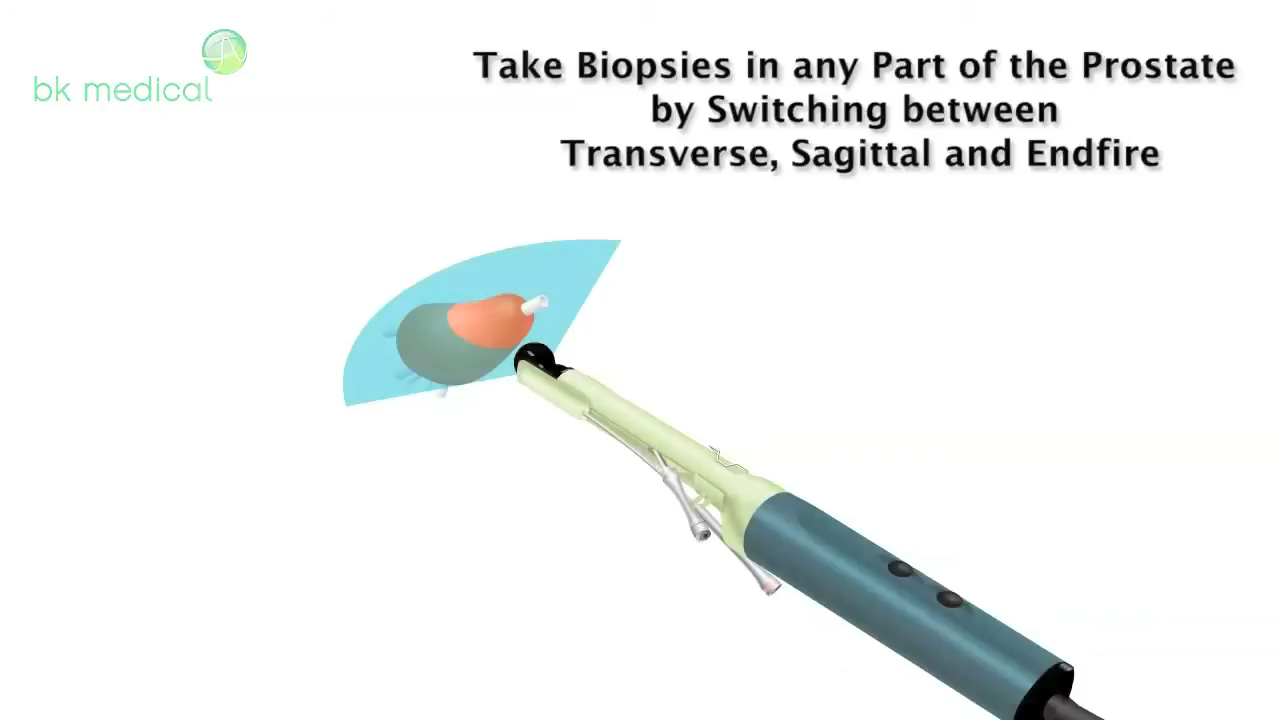 bk medical
Take Biopsies in any Part of the Prostate
by Switching between
Transverse, Sagittal and Endfire